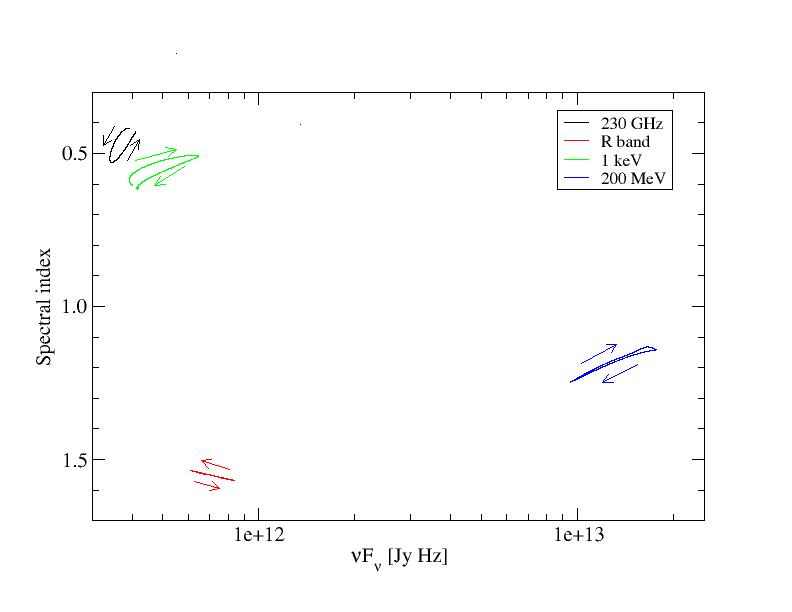 230 GHz
R band
1 keV
200 MeV
0.5
1.0
1.5
Spectral index
1e+12
1e+13
νFν [Jy Hz]